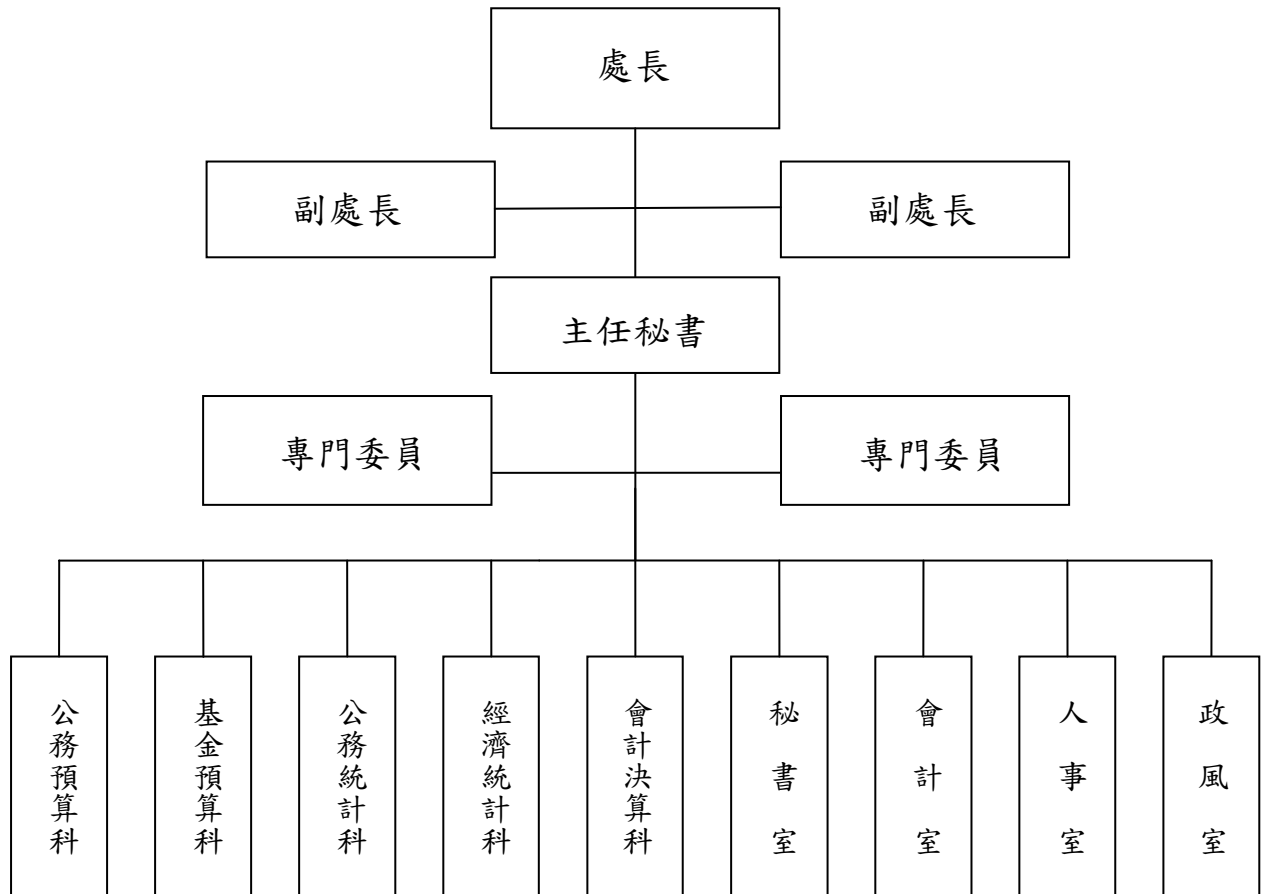 處長
副處長
副處長
主任秘書
專門委員
專門委員
公務預算科
基金預算科
公務統計科
經濟統計科
會計決算科
秘書室
會計室
人事室
政風室